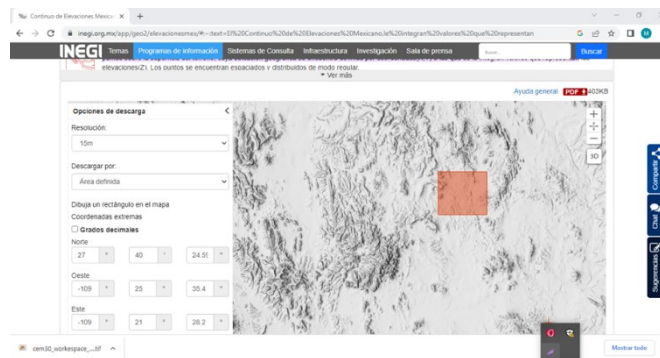 Continuo de Elevaciones Mexica
inegi.org.mx/app/geo2/elevacionesmex/#:~:text=El%20Continuo%20de%20Elevaciones%20Mexicano,le%20integran%20valores%20que%20representan
INEGI Temas Programas de información Sistemas de Consulta Infraestructura Investigación Sala de prensa Buscar
elevaciones(Z). Los puntos se encuentran espaciados y distribuidos de modo regular.
Ver más
Ayuda general PDF 403KB
Opciones de descarga
Resolución:
15m
Descargar por:
Área definida
Dibuja un rectángulo en el mapa
Coordenadas extremas
Grados decimales
Norte
27 ° 40 ' 24.5
Oeste
-109 ° 25 ' 35.4 "
Este
-109 ° 21 ' 28.2 "
3D
Compartir
Chat
Sugerencias
cem30_workespace_...tif
Mostrar todo